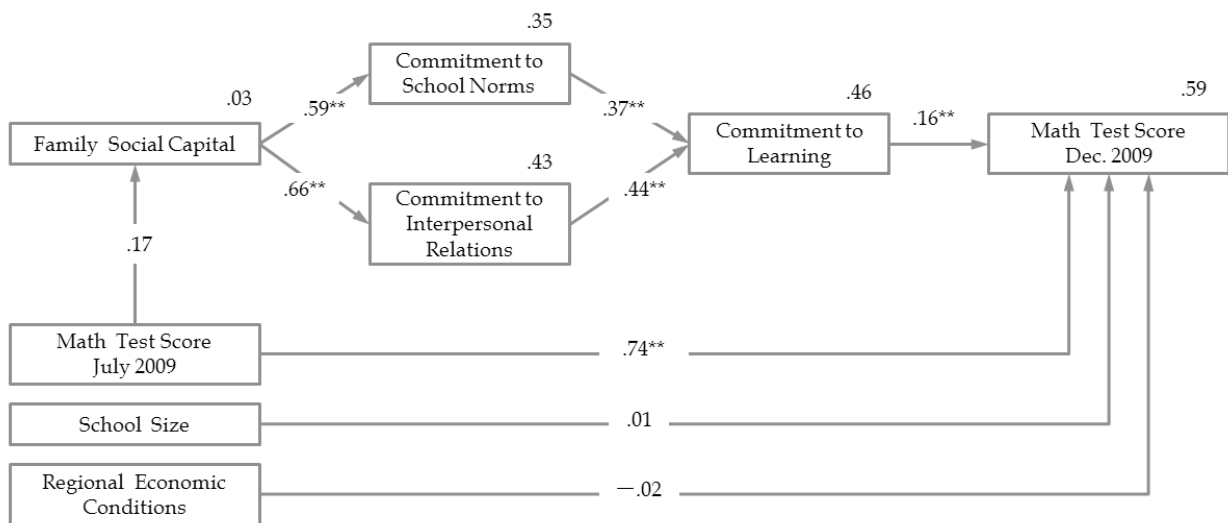 .35
Commitment to
School Norms
.03
.59**
.37**
.46
.59
Family Social Capital
Commitment to
Learning
.16**
Math Test Score
Dec. 2009
.43
.66**
Commitment to
Interpersonal
Relations
.44**
.17
Math Test Score
July 2009
.74**
School Size
.01
Regional Economic
Conditions
—.02